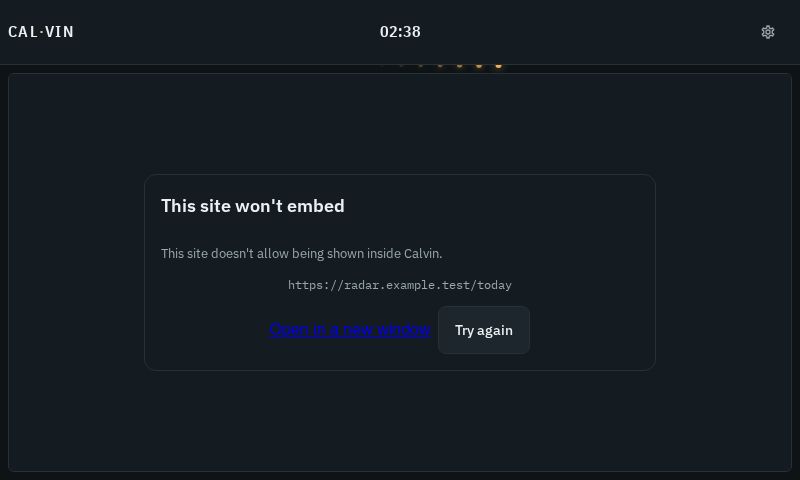 CAL·VIN
02:38
This site won't embed
This site doesn't allow being shown inside Calvin.
https://radar.example.test/today
Open in a new window
Try again